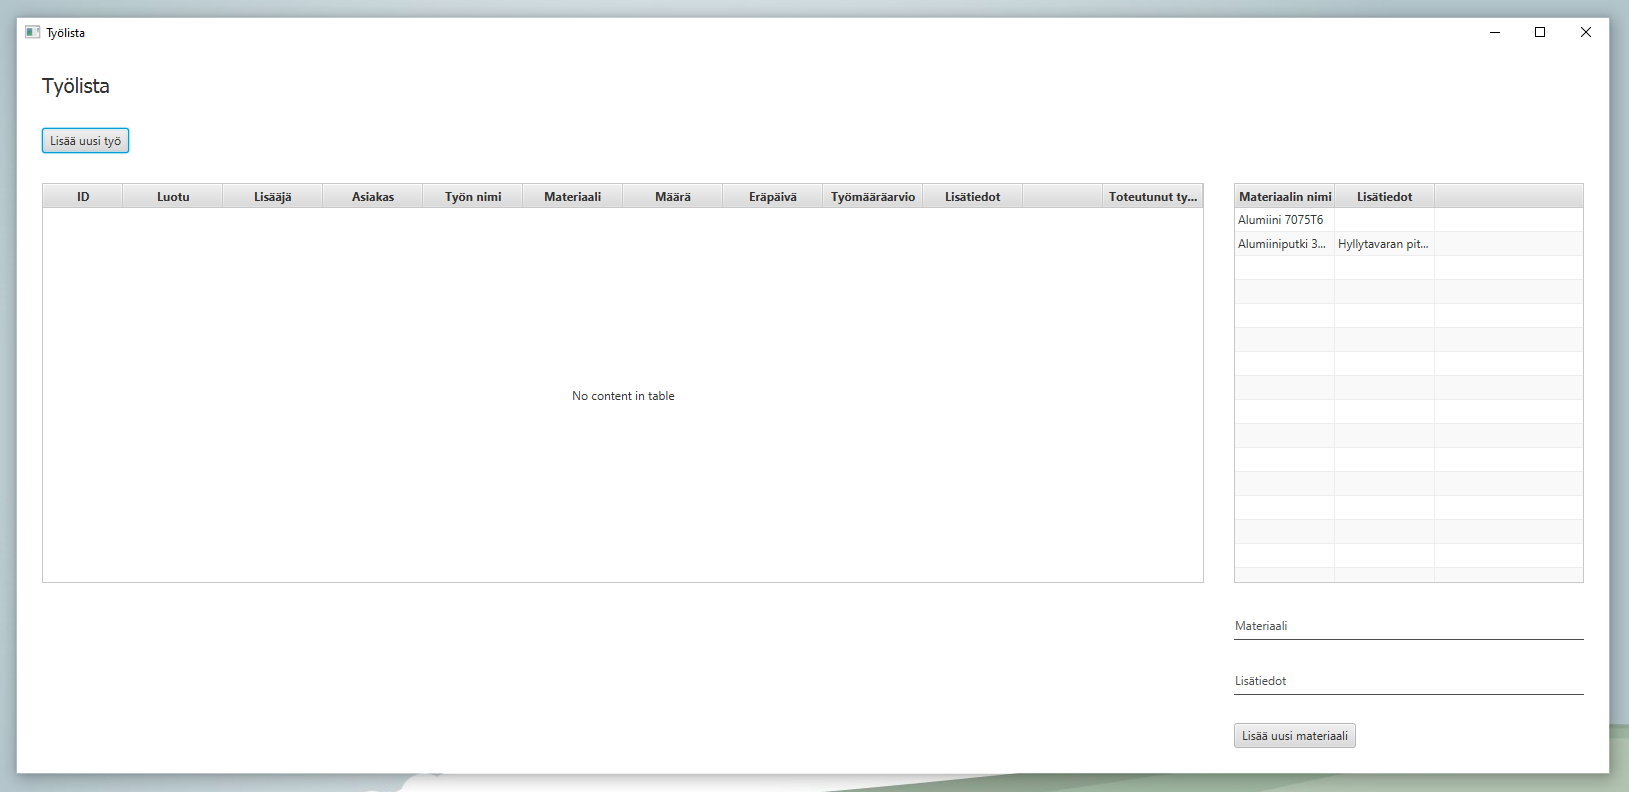 Työlista
Työlista
Lisää uusi työ
ID Luotu Lisääjä Asiakas Työn nimi Materiaali Määrä Eräpäivä Työmääräarvio Lisätiedot Toteutunut ty...
No content in table
Materiaalin nimi Lisätiedot
Alumiini 7075T6
Alumiiniputki 3... Hyllytavaran pit...
Materiaali
Lisätiedot
Lisää uusi materiaali